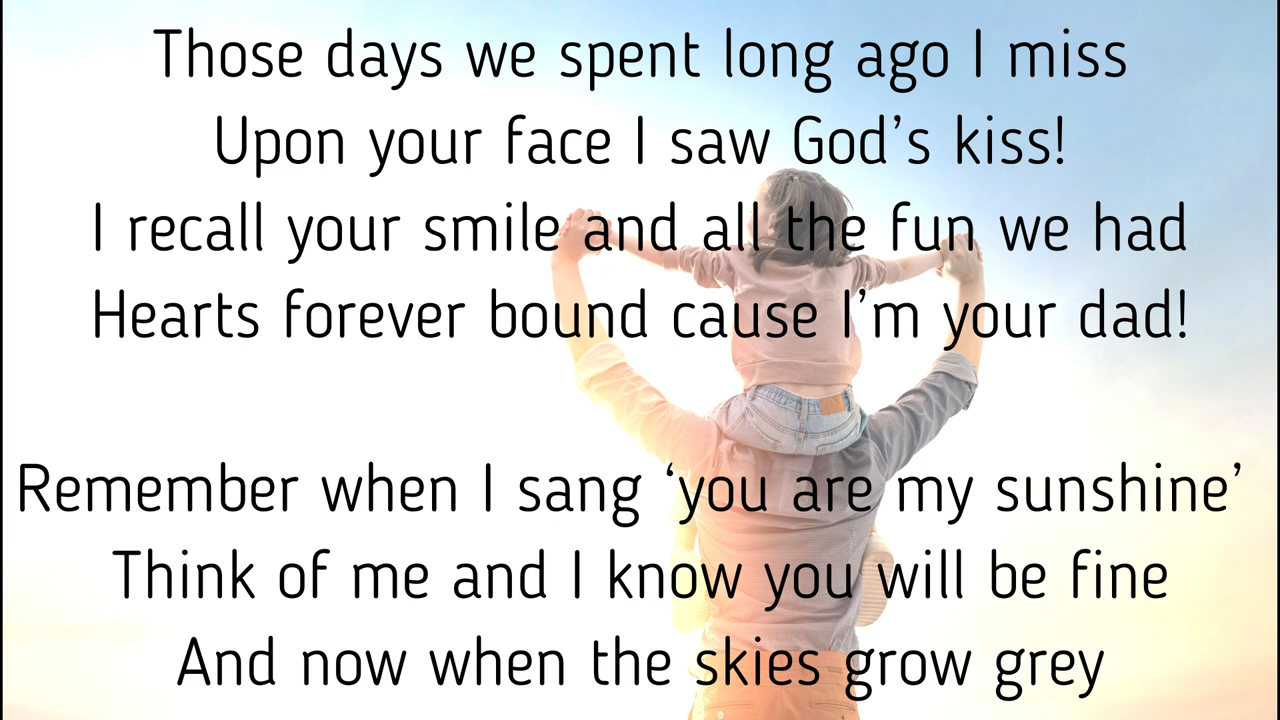 Those days we spent long ago I miss
Upon your face I saw God’s kiss!
I recall your smile and all the fun we had
Hearts forever bound cause I’m your dad!
Remember when I sang ‘you are my sunshine’
Think of me and I know you will be fine
And now when the skies grow grey